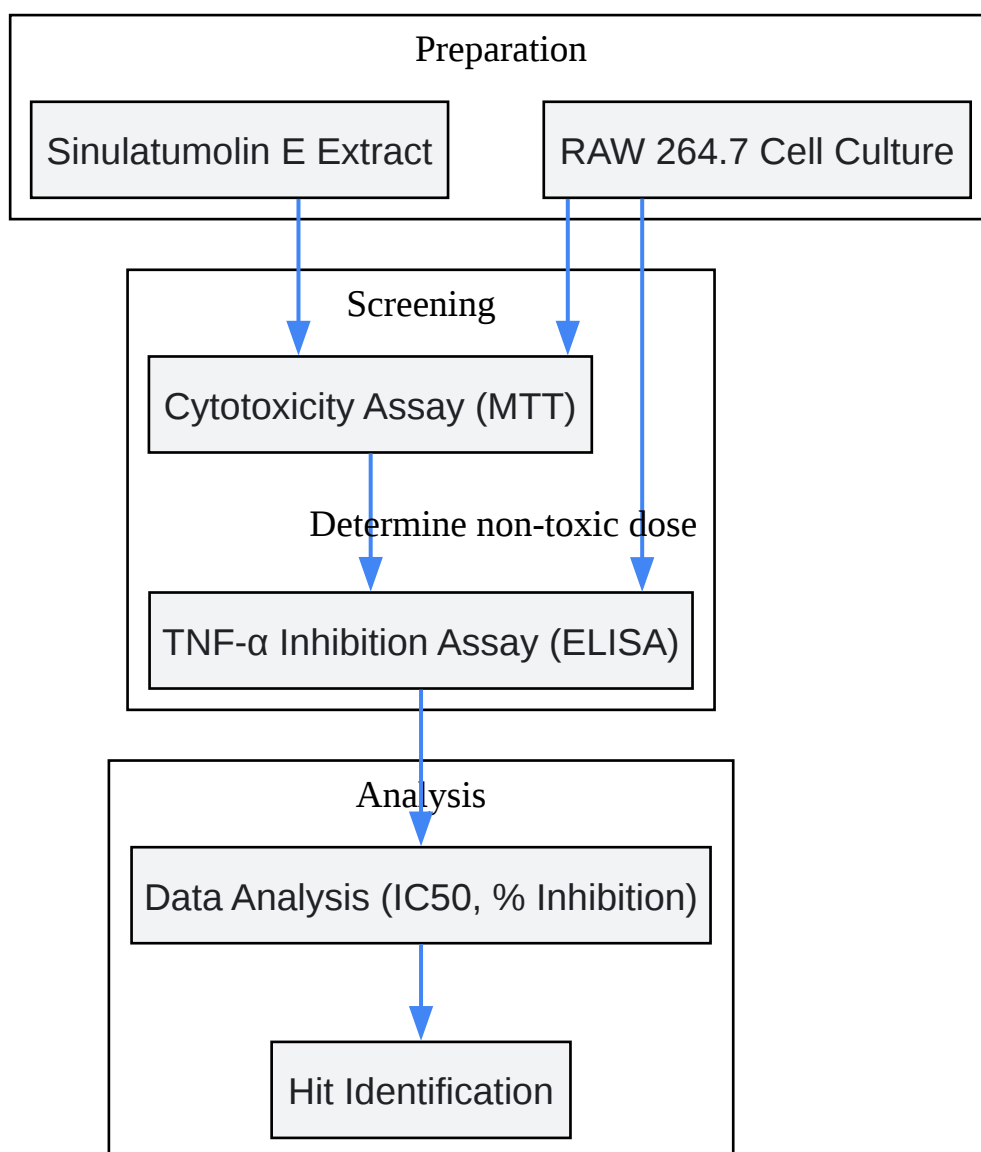 Preparation
Sinulatumolin E Extract
RAW 264.7 Cell Culture
Screening
Cytotoxicity Assay (MTT)
Determine non-toxic dose
TNF-α Inhibition Assay (ELISA)
Analysis
Data Analysis (IC50, % Inhibition)
Hit Identification